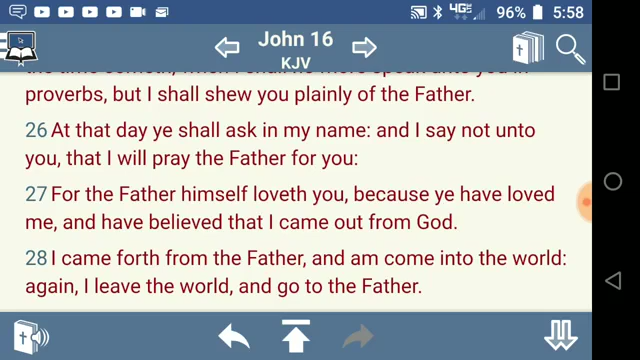 96% 5:58
John 16
KJV
proverbs, but I shall shew you plainly of the Father.
26 At that day ye shall ask in my name: and I say not unto
you, that I will pray the Father for you:
27 For the Father himself loveth you, because ye have loved
me, and have believed that I came out from God.
28 I came forth from the Father, and am come into the world:
again, I leave the world, and go to the Father.